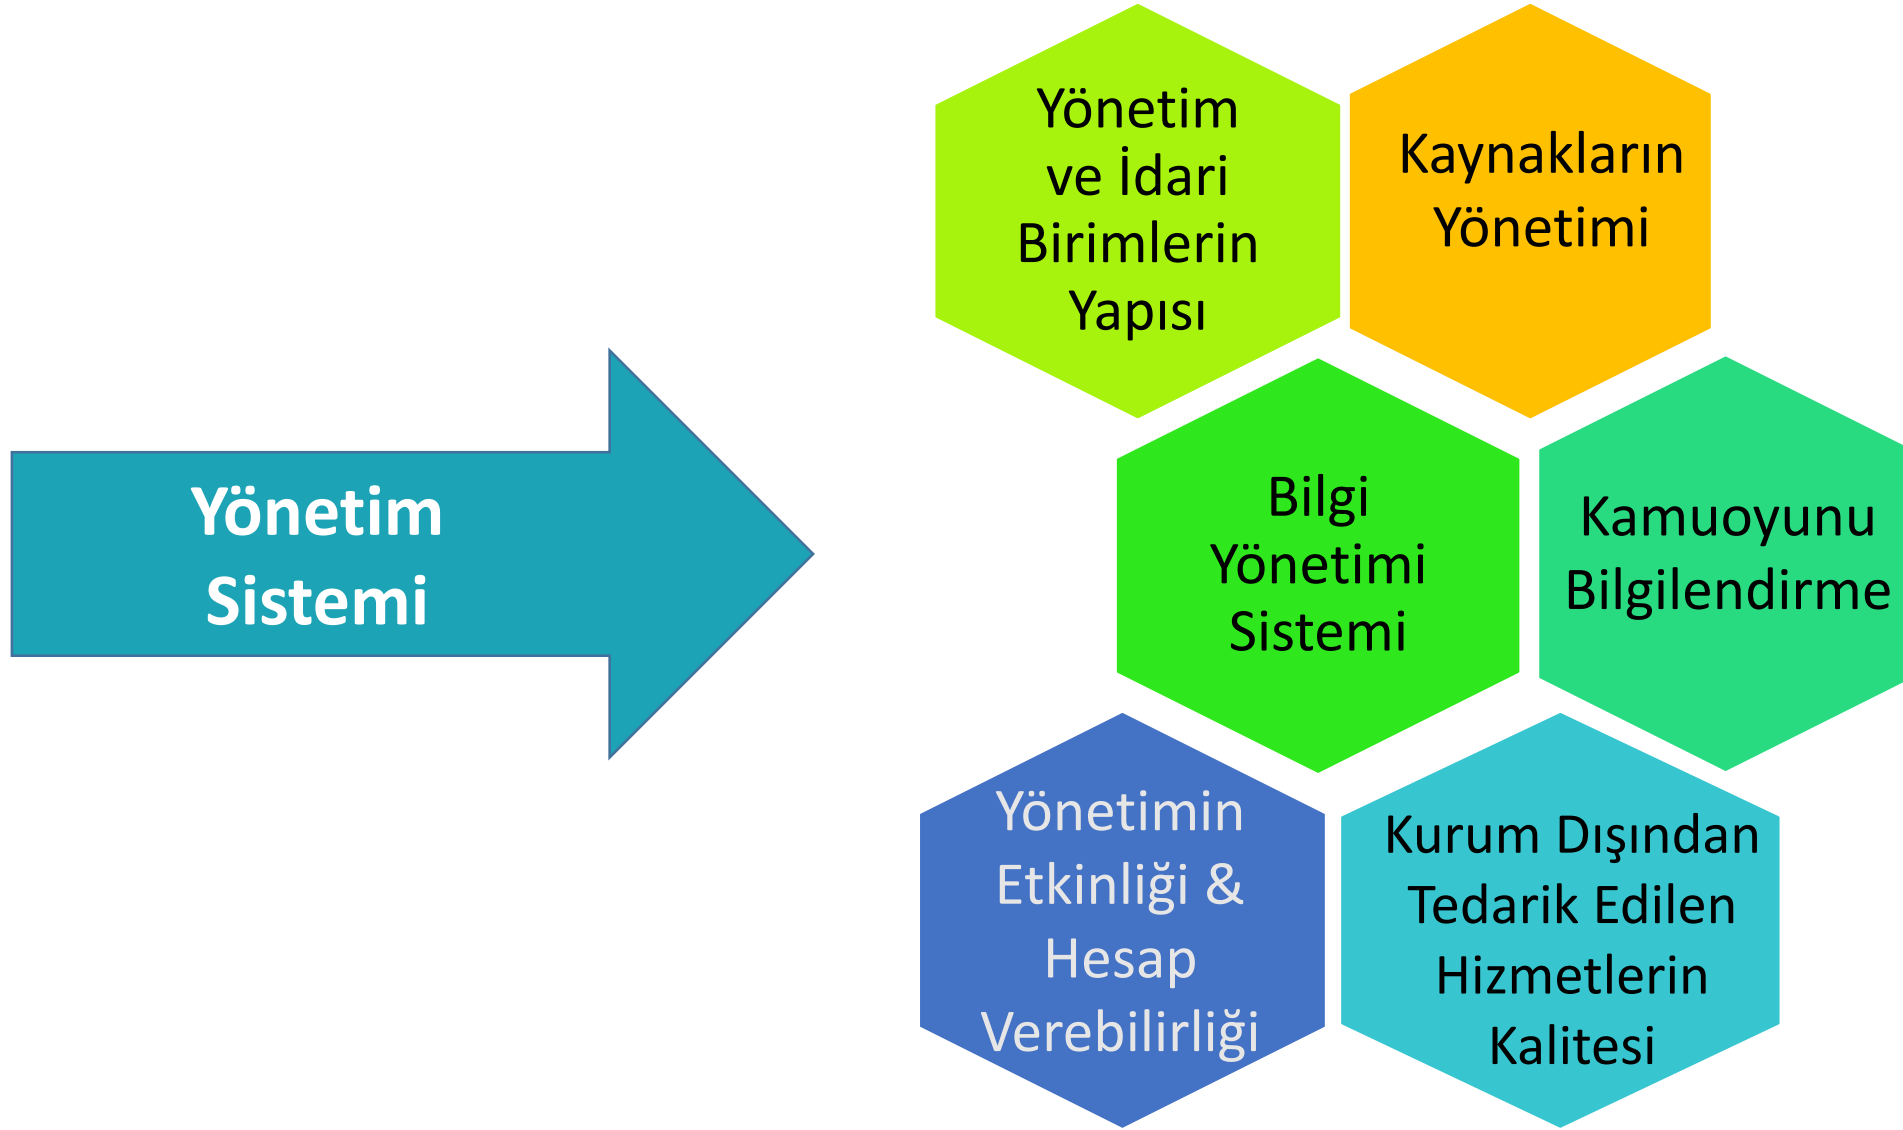 Yönetim
Sistemi
Yönetim
ve İdari
Birimlerin
Yapısı
Kaynakların
Yönetimi
Bilgi
Yönetimi
Sistemi
Kamuoyunu
Bilgilendirme
Yönetimin
Etkinliği &
Hesap
Verebilirliği
Kurum Dışından
Tedarik Edilen
Hizmetlerin
Kalitesi